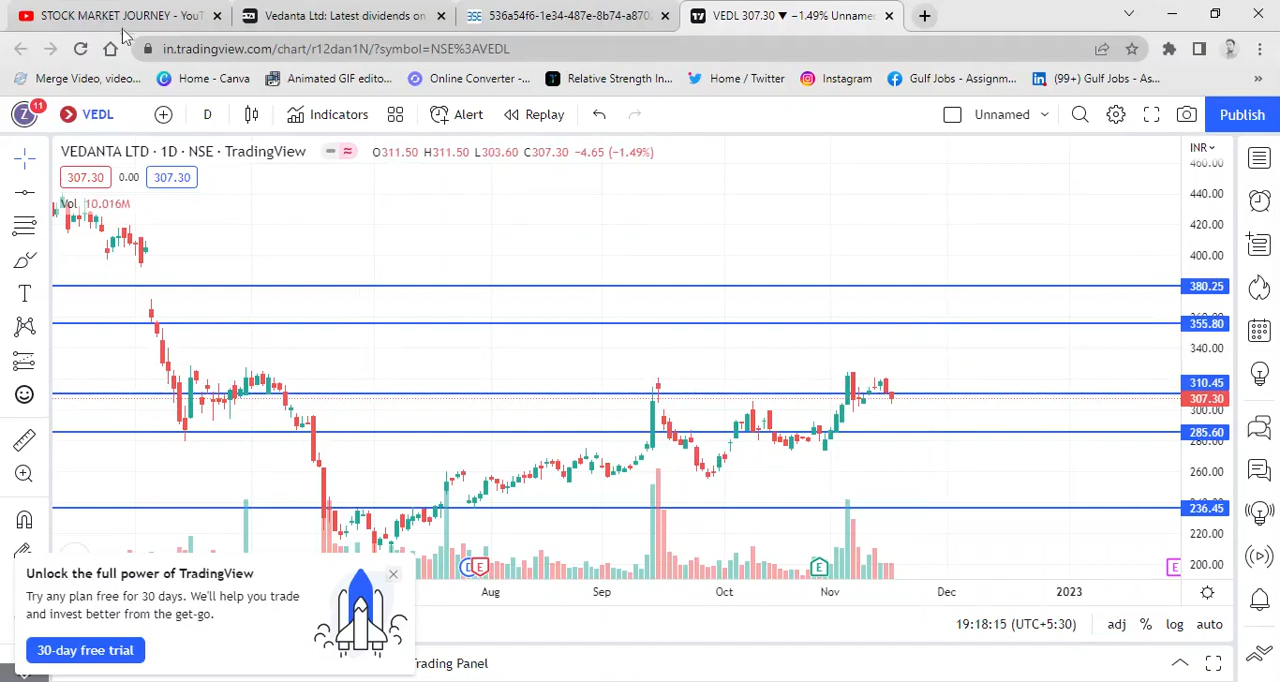 STOCK MARKET JOURNEY - YouT
Vedanta Ltd: Latest dividends on
536a54f6-1e34-487e-8b74-a870
VEDL 307.30 ▼ −1.49% Unname
in.tradingview.com/chart/r12dan1N/?symbol=NSE%3AVEDL
Merge Video, video...
Home - Canva
Animated GIF edito...
Online Converter -...
Relative Strength In...
Home / Twitter
Instagram
Gulf Jobs - Assignm...
(99+) Gulf Jobs - As...
Z
11
VEDL
D
Indicators
Alert
Replay
Unnamed
Publish
VEDANTA LTD · 1D · NSE · TradingView
O311.50 H311.50 L303.60 C307.30 −4.65 (−1.49%)
INR
307.30
0.00
307.30
Vol 10.016M
460.00
440.00
420.00
400.00
380.25
355.80
340.00
310.45
307.30
300.00
285.60
280.00
260.00
236.45
220.00
200.00
D
E
E
E
Aug
Sep
Oct
Nov
Dec
2023
Unlock the full power of TradingView
Try any plan free for 30 days. We'll help you trade
and invest better from the get-go.
30-day free trial
19:18:15 (UTC+5:30)
adj
%
log
auto
Trading Panel